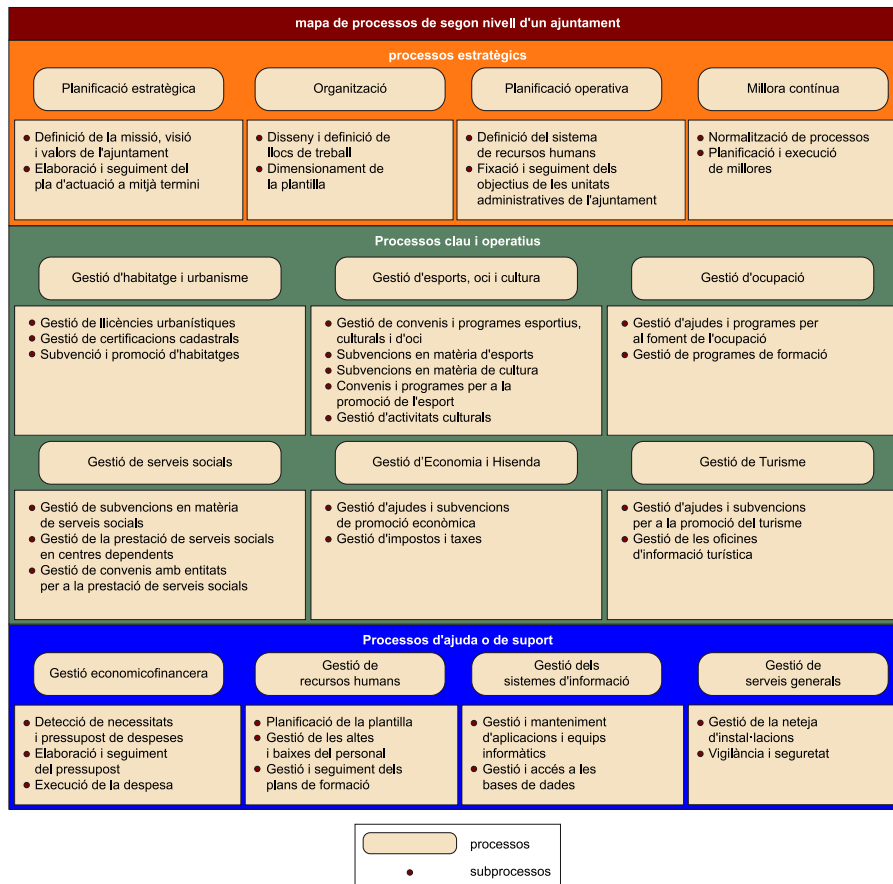 mapa de processos de segon nivell d'un ajuntament
processos estratègics
Planificació estratègica
Organització
Planificació operativa
Millora contínua
Definició de la missió, visió
i valors de l'ajuntament
Elaboració i seguiment del
pla d'actuació a mitjà termini
Disseny i definició de
llocs de treball
Dimensionament de
la plantilla
Definició del sistema
de recursos humans
Fixació i seguiment dels
objectius de les unitats
administratives de l'ajuntament
Normalització de processos
Planificació i execució
de millores
Processos clau i operatius
Gestió d'habitatge i urbanisme
Gestió d'esports, oci i cultura
Gestió d'ocupació
Gestió de llicències urbanístiques
Gestió de certificacions cadastrals
Subvenció i promoció d'habitatges
Gestió de convenis i programes esportius,
culturals i d'oci
Subvencions en matèria d'esports
Subvencions en matèria de cultura
Convenis i programes per a la
promoció de l'esport
Gestió d'activitats culturals
Gestió d'ajudes i programes per
al foment de l'ocupació
Gestió de programes de formació
Gestió de serveis socials
Gestió d'Economia i Hisenda
Gestió de Turisme
Gestió de subvencions en matèria
de serveis socials
Gestió de la prestació de serveis socials
en centres dependents
Gestió de convenis amb entitats
per a la prestació de serveis socials
Gestió d'ajudes i subvencions
de promoció econòmica
Gestió d'impostos i taxes
Gestió d'ajudes i subvencions
per a la promoció del turisme
Gestió de les oficines
d'informació turística
Processos d'ajuda o de suport
Gestió economicofinancera
Gestió de
recursos humans
Gestió dels
sistemes d'informació
Gestió de
serveis generals
Detecció de necessitats
i pressupost de despeses
Elaboració i seguiment
del pressupost
Execució de la despesa
Planificació de la plantilla
Gestió de les altes
i baixes del personal
Gestió i seguiment dels
plans de formació
Gestió i manteniment
d'aplicacions i equips
informàtics
Gestió i accés a les
bases de dades
Gestió de la neteja
d'instal·lacions
Vigilància i seguretat
processos
subprocessos